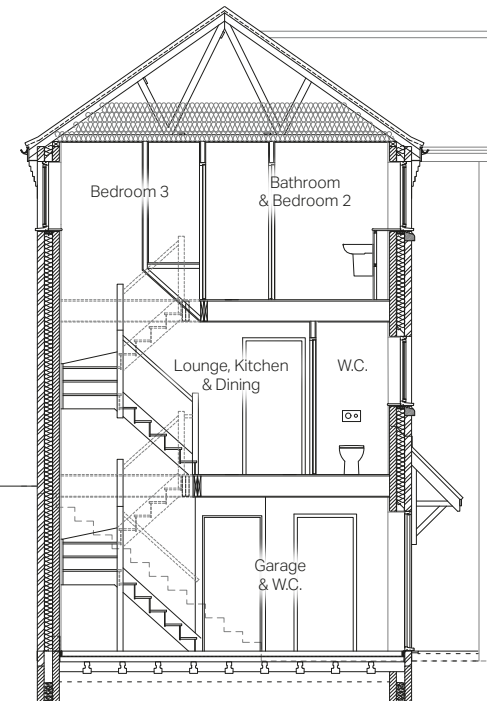 Bedroom 3
Bathroom
& Bedroom 2
Lounge, Kitchen
& Dining
W.C.
Garage
& W.C.